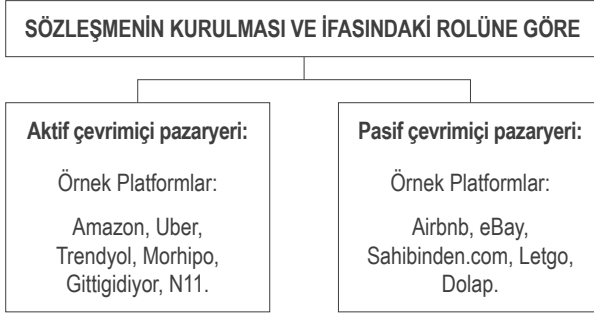 SÖZLEŞMENİN KURULMASI VE İFASINDAKİ ROLÜNE GÖRE
Aktif çevrimiçi pazaryeri:
Örnek Platformlar:
Amazon, Uber,
Trendyol, Morhipo,
Gittigidiyor, N11.
Pasif çevrimiçi pazaryeri:
Örnek Platformlar:
Airbnb, eBay,
Sahibinden.com, Letgo,
Dolap.